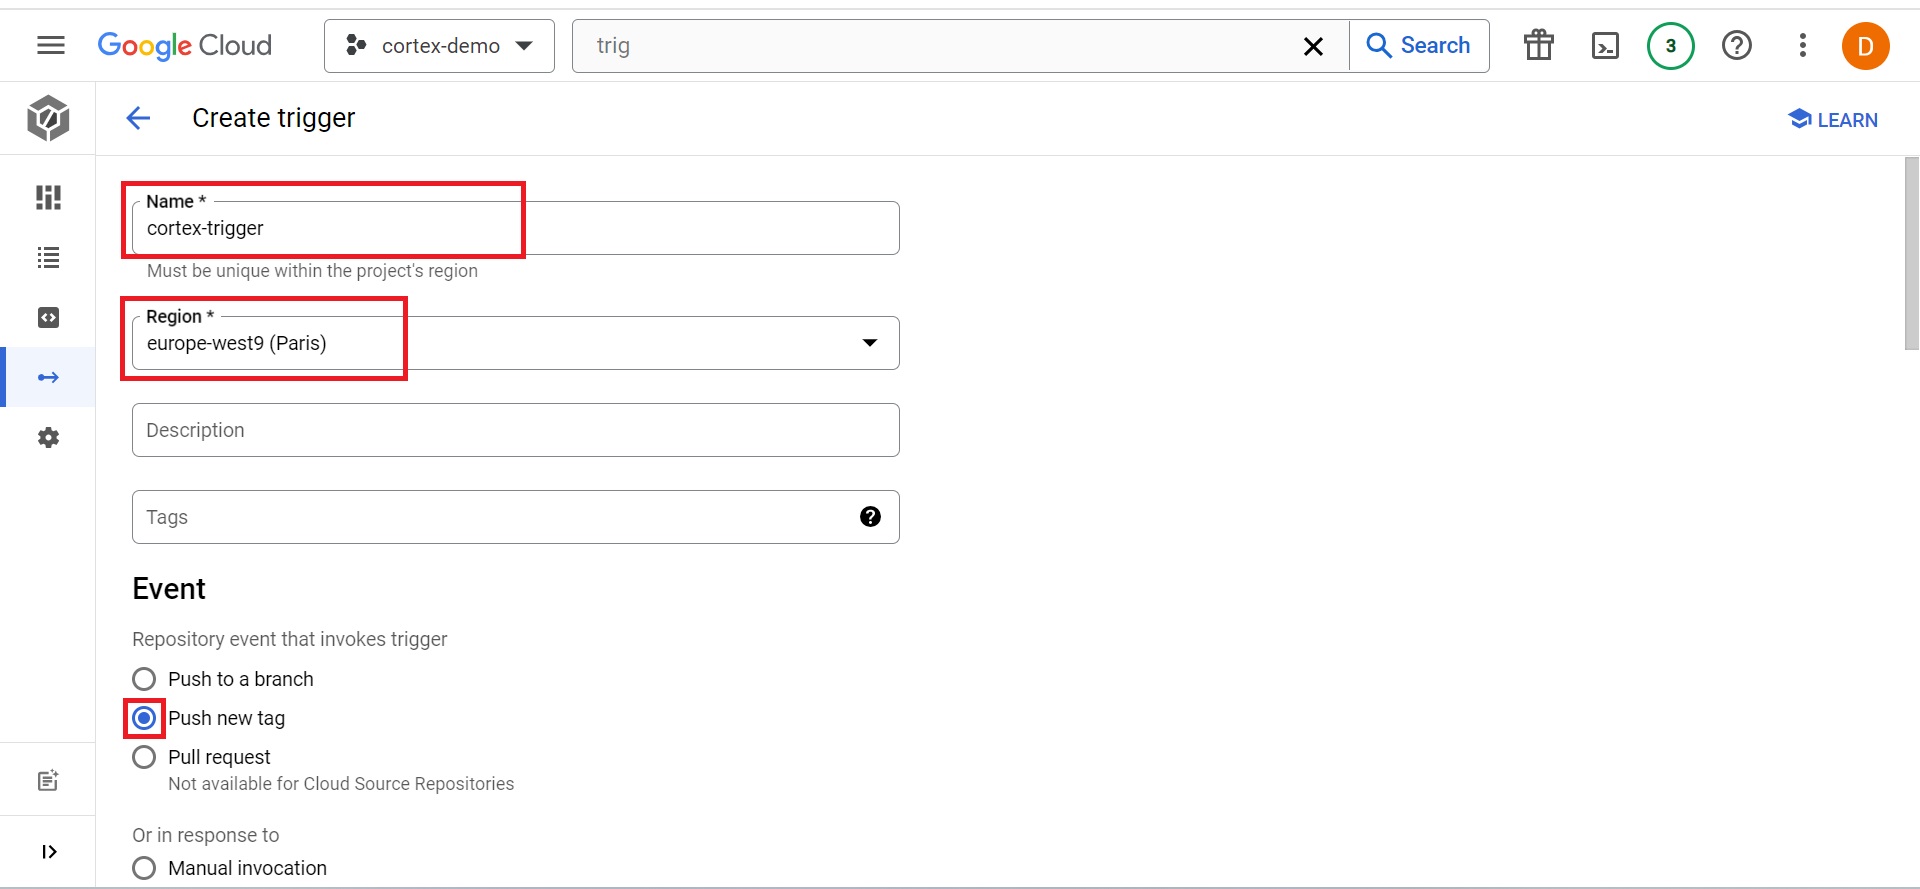 Google Cloud
cortex-demo
trig
Search
3
D
Create trigger
LEARN
Name *
cortex-trigger
Must be unique within the project's region
Region *
europe-west9 (Paris)
Description
Tags
Event
Repository event that invokes trigger
Push to a branch
Push new tag
Pull request
Not available for Cloud Source Repositories
Or in response to
Manual invocation